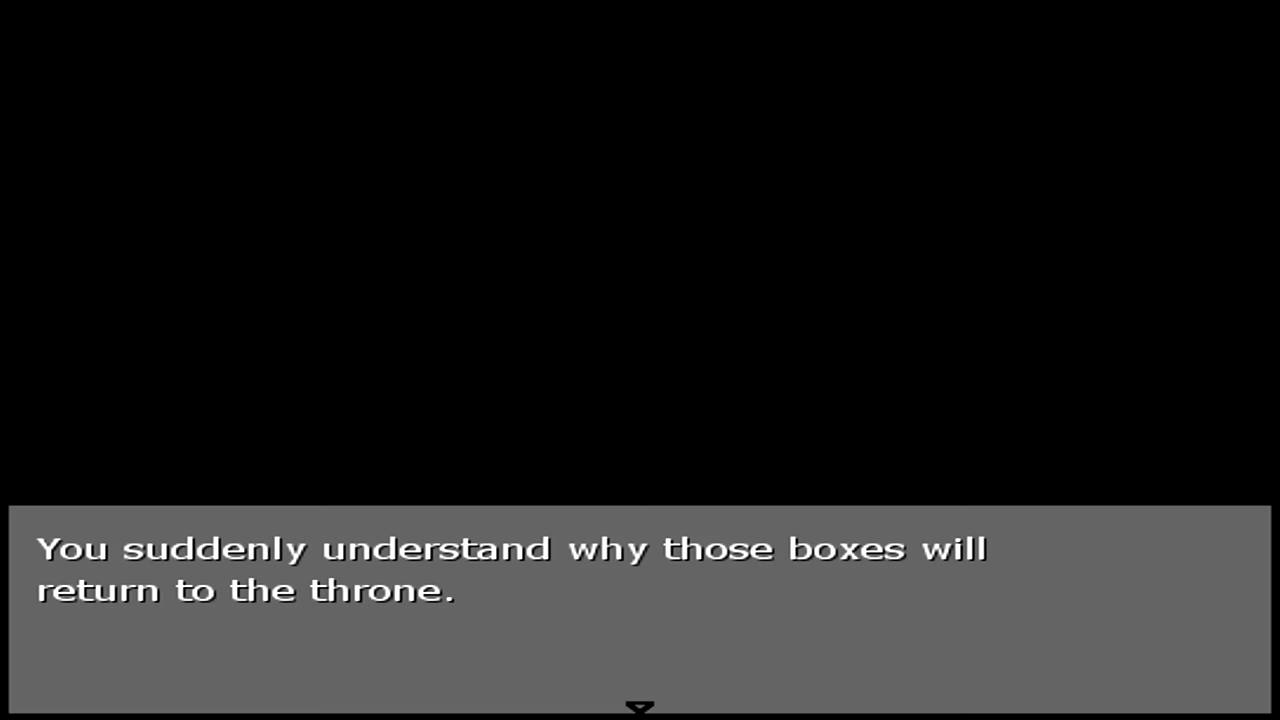 You suddenly understand why those boxes will
return to the throne.